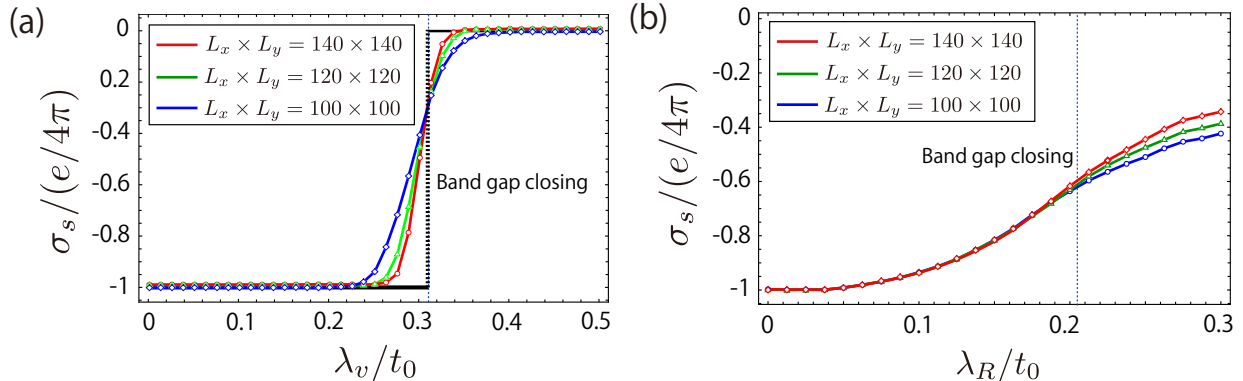 (a)
0
0.2
-0.4
-0.6
-0.8
-1
σ_s/(e/4π)
L_x × L_y = 140 × 140
L_x × L_y = 120 × 120
L_x × L_y = 100 × 100
Band gap closing
0 0.1 0.2 0.3 0.4 0.5
λ_v/t_0
(b)
0
-0.2
-0.4
-0.6
-0.8
-1
σ_s/(e/4π)
L_x × L_y = 140 × 140
L_x × L_y = 120 × 120
L_x × L_y = 100 × 100
Band gap closing
0 0.1 0.2 0.3
λ_R/t_0